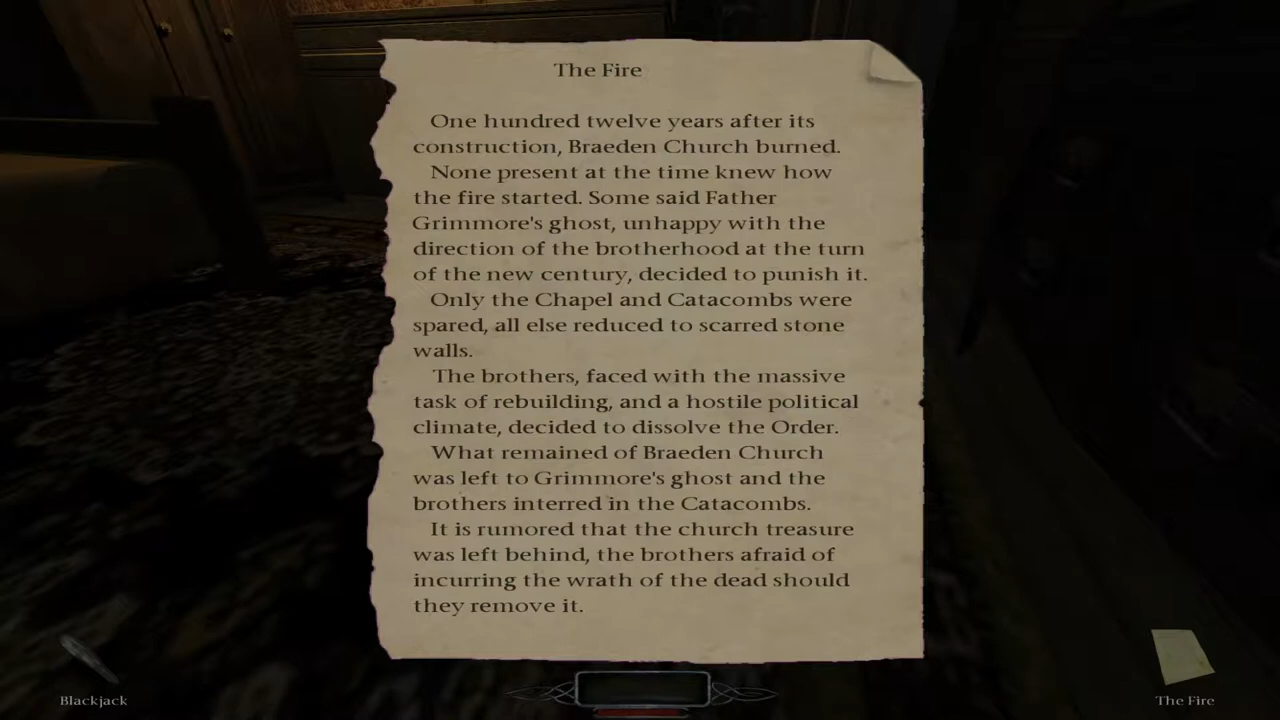 The Fire
One hundred twelve years after its
construction, Braeden Church burned.
None present at the time knew how
the fire started. Some said Father
Grimmore's ghost, unhappy with the
direction of the brotherhood at the turn
of the new century, decided to punish it.
Only the Chapel and Catacombs were
spared, all else reduced to scarred stone
walls.
The brothers, faced with the massive
task of rebuilding, and a hostile political
climate, decided to dissolve the Order.
What remained of Braeden Church
was left to Grimmore's ghost and the
brothers interred in the Catacombs.
It is rumored that the church treasure
was left behind, the brothers afraid of
incurring the wrath of the dead should
they remove it.
Blackjack
The Fire